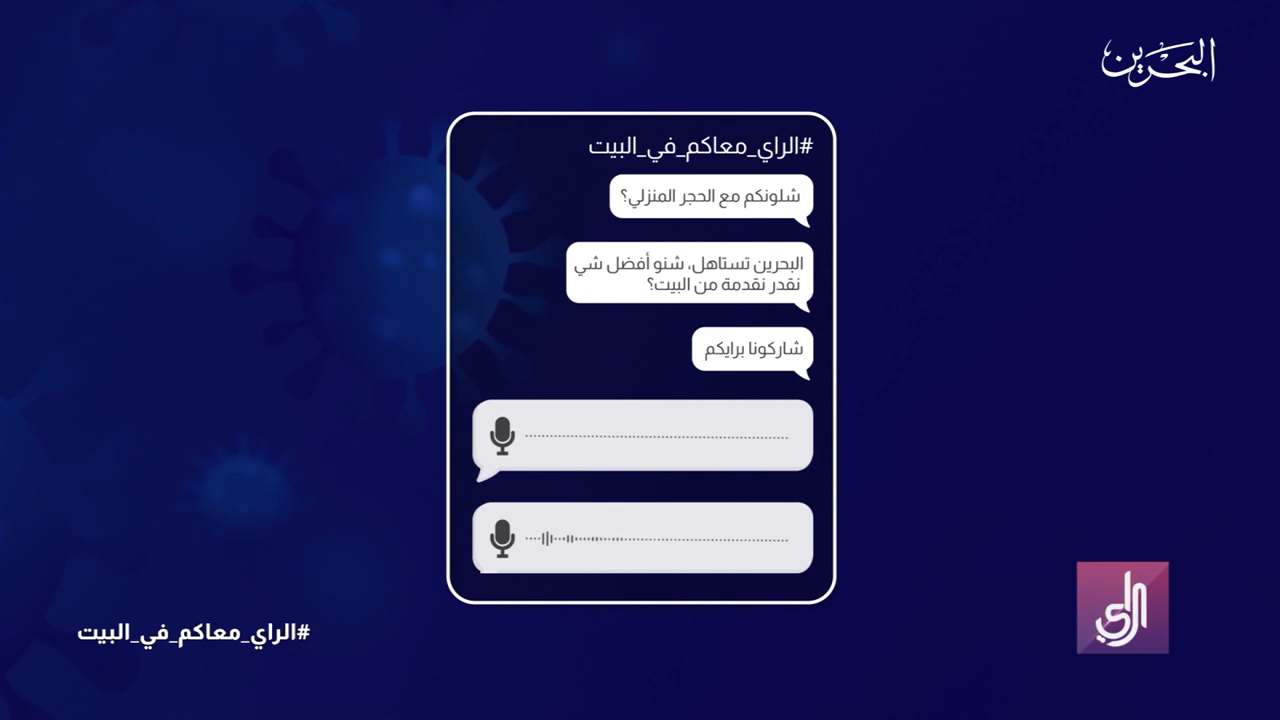 البحرين
#الراي_معاكم_في_البيت
شلونكم مع الحجر المنزلي؟
البحرين تستاهل، شنو أفضل شي
نقدر نقدمة من البيت؟
شاركونا برايكم
الراي
#الراي_معاكم_في_البيت